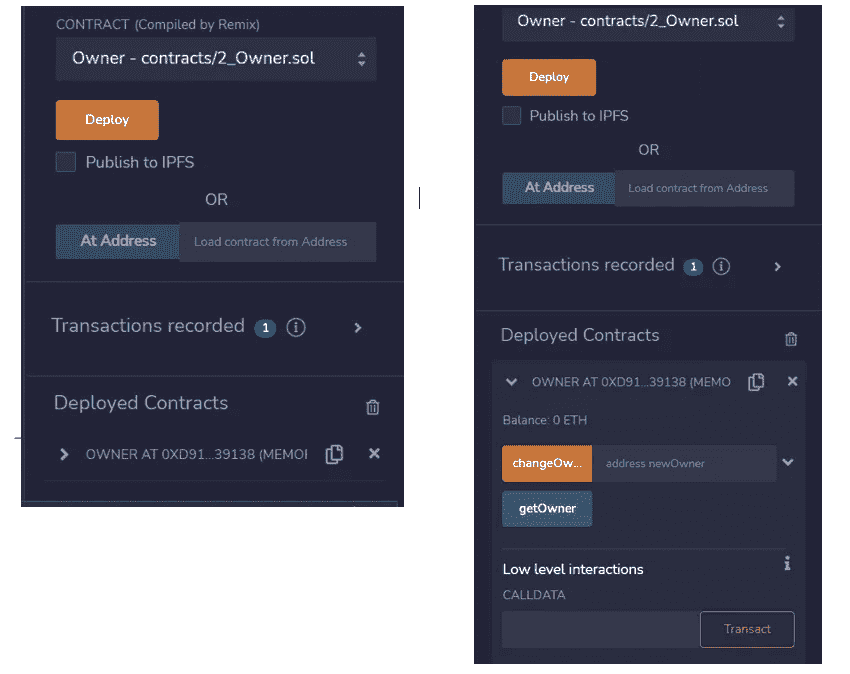 CONTRACT (Compiled by Remix)
Owner - contracts/2_Owner.sol
Deploy
Publish to IPFS
OR
At Address Load contract from Address
Transactions recorded 1 i
Deployed Contracts
OWNER AT 0XD91...39138 (MEMOI
Owner - contracts/2_Owner.sol
Deploy
Publish to IPFS
OR
At Address Load contract from Address
Transactions recorded 1 i
Deployed Contracts
OWNER AT 0XD91...39138 (MEMO
Balance: 0 ETH
changeOw... address newOwner
getOwner
Low level interactions i
CALLDATA
Transact